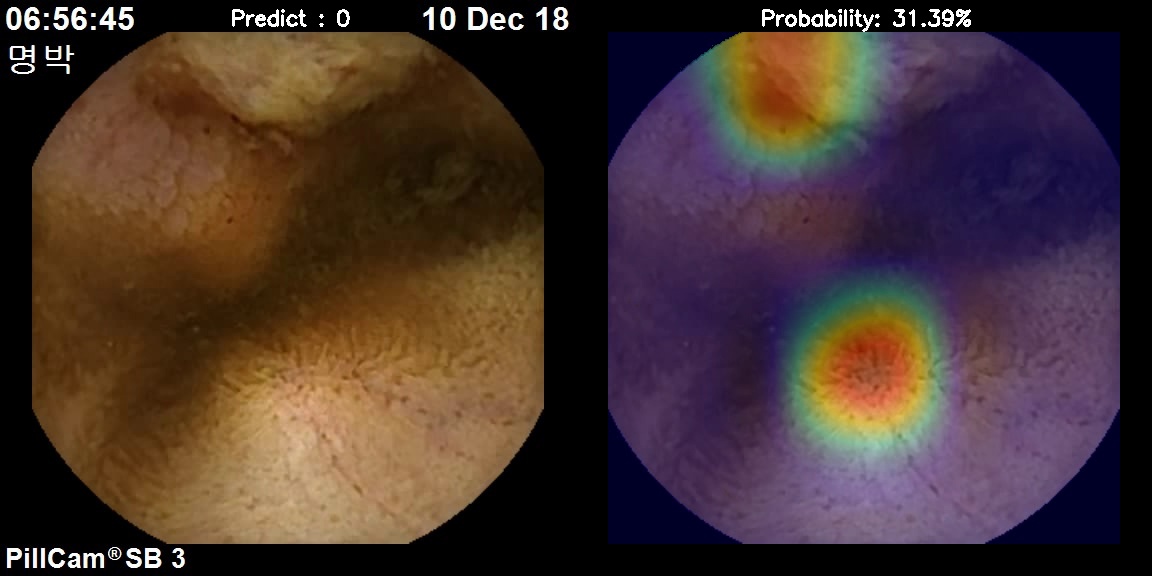 06:56:45
Predict : 0
10 Dec 18
Probability: 31.39%
명박
PillCam® SB 3